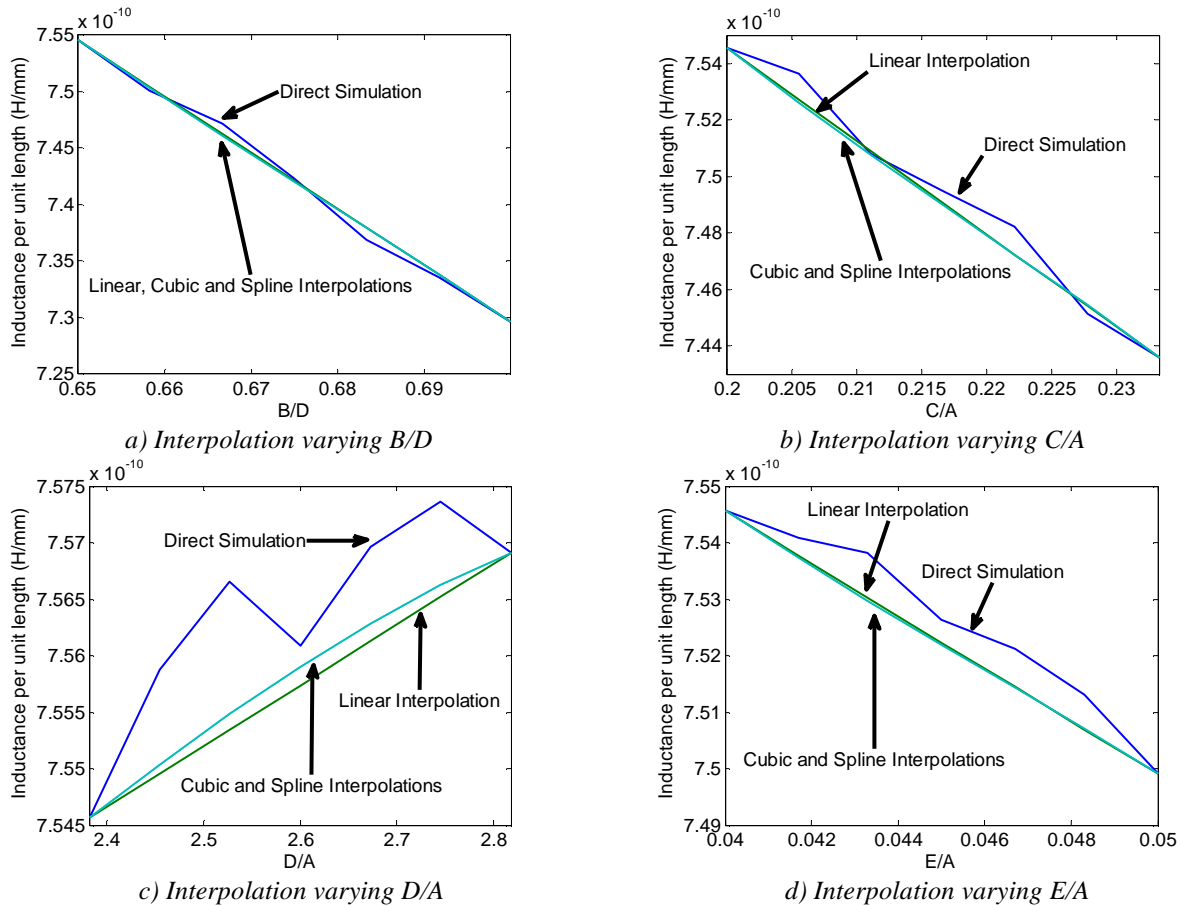 x 10⁻¹⁰
7.55
7.5
7.45
7.4
7.35
7.3
7.25
Inductance per unit length (H/mm)
Direct Simulation
Linear, Cubic and Spline Interpolations
0.65 0.66 0.67 0.68 0.69
B/D
a) Interpolation varying B/D
x 10⁻¹⁰
7.54
7.52
7.5
7.48
7.46
7.44
Inductance per unit length (H/mm)
Linear Interpolation
Direct Simulation
Cubic and Spline Interpolations
0.2 0.205 0.21 0.215 0.22 0.225 0.23
C/A
b) Interpolation varying C/A
x 10⁻¹⁰
7.575
7.57
7.565
7.56
7.555
7.55
7.545
Inductance per unit length (H/mm)
Direct Simulation
Linear Interpolation
Cubic and Spline Interpolations
2.4 2.5 2.6 2.7 2.8
D/A
c) Interpolation varying D/A
x 10⁻¹⁰
7.55
7.54
7.53
7.52
7.51
7.5
7.49
Inductance per unit length (H/mm)
Linear Interpolation
Direct Simulation
Cubic and Spline Interpolations
0.04 0.042 0.044 0.046 0.048 0.05
E/A
d) Interpolation varying E/A